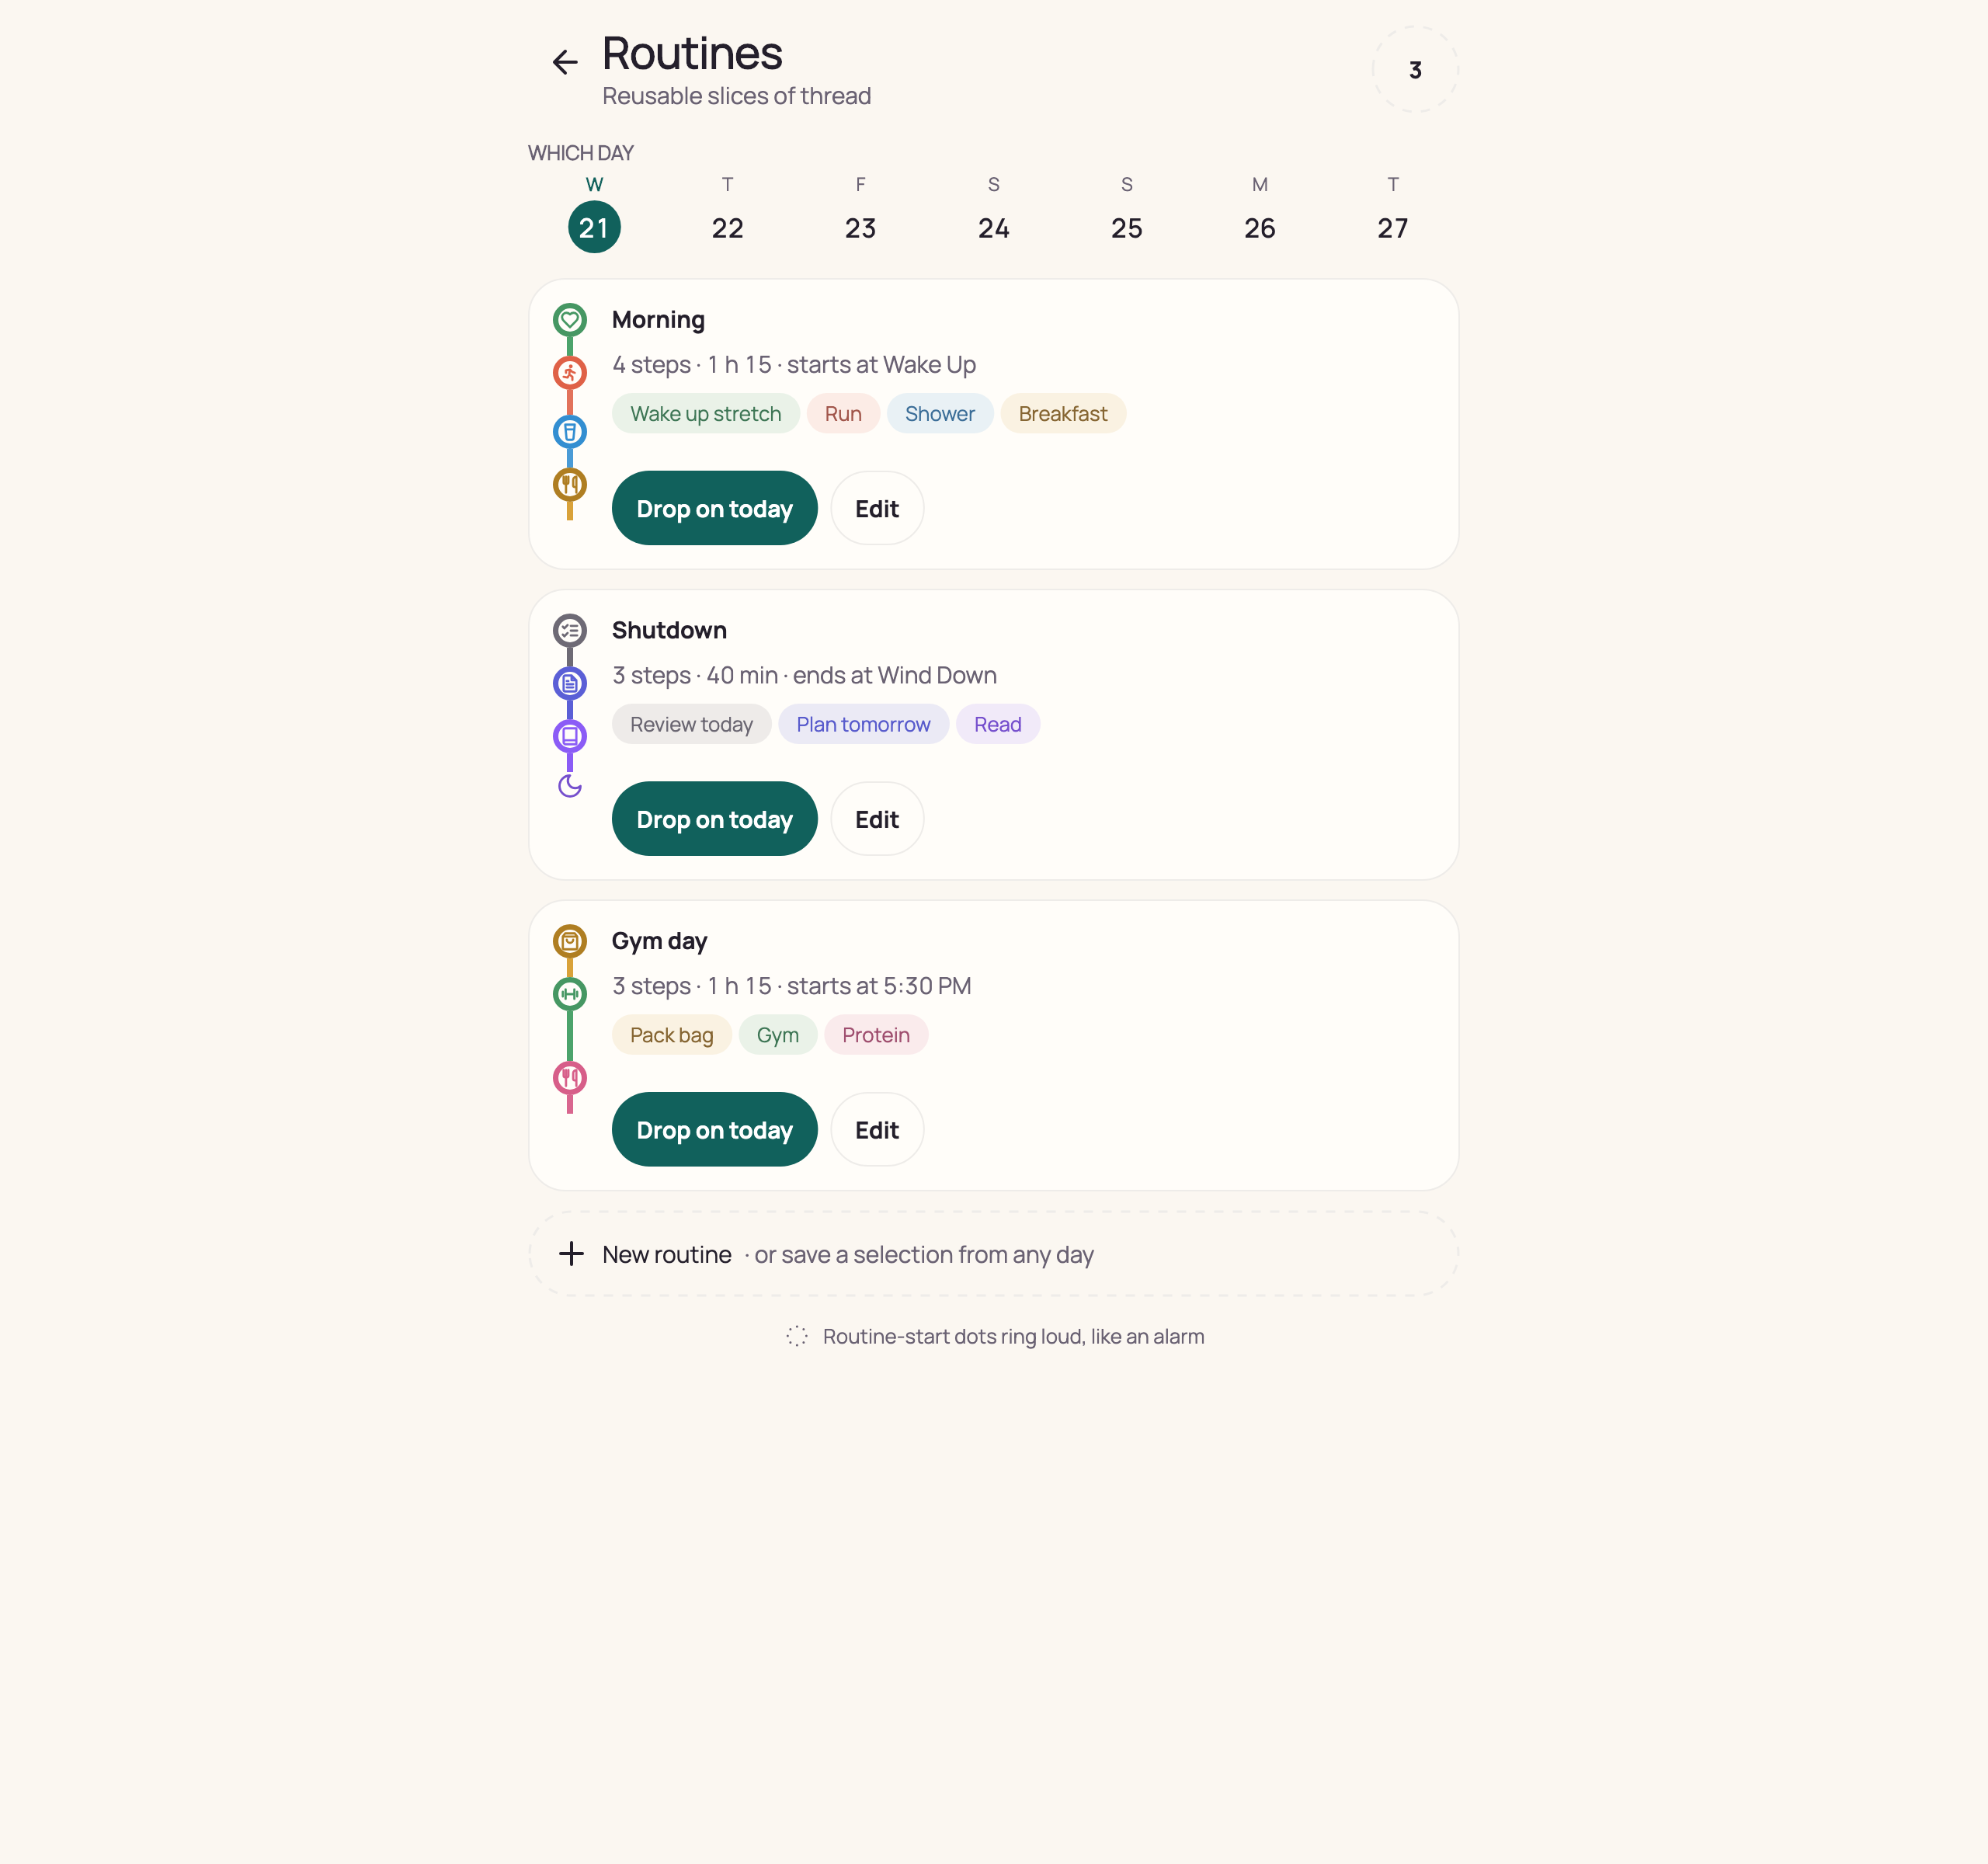 Routines
3
Reusable slices of thread
WHICH DAY
W T F S S M T
21 22 23 24 25 26 27
Morning
4 steps · 1 h 15 · starts at Wake Up
Wake up stretch Run Shower Breakfast
Drop on today Edit
Shutdown
3 steps · 40 min · ends at Wind Down
Review today Plan tomorrow Read
Drop on today Edit
Gym day
3 steps · 1 h 15 · starts at 5:30 PM
Pack bag Gym Protein
Drop on today Edit
New routine · or save a selection from any day
Routine-start dots ring loud, like an alarm